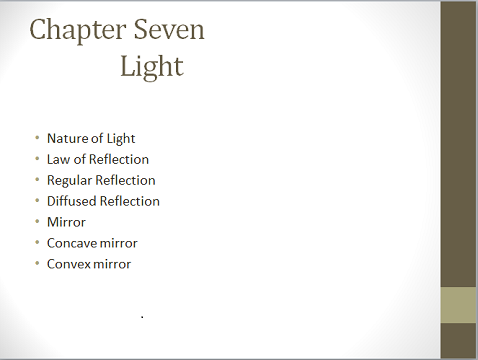 Chapter Seven
Light
• Nature of Light
• Law of Reflection
• Regular Reflection
• Diffused Reflection
• Mirror
• Concave mirror
• Convex mirror
.